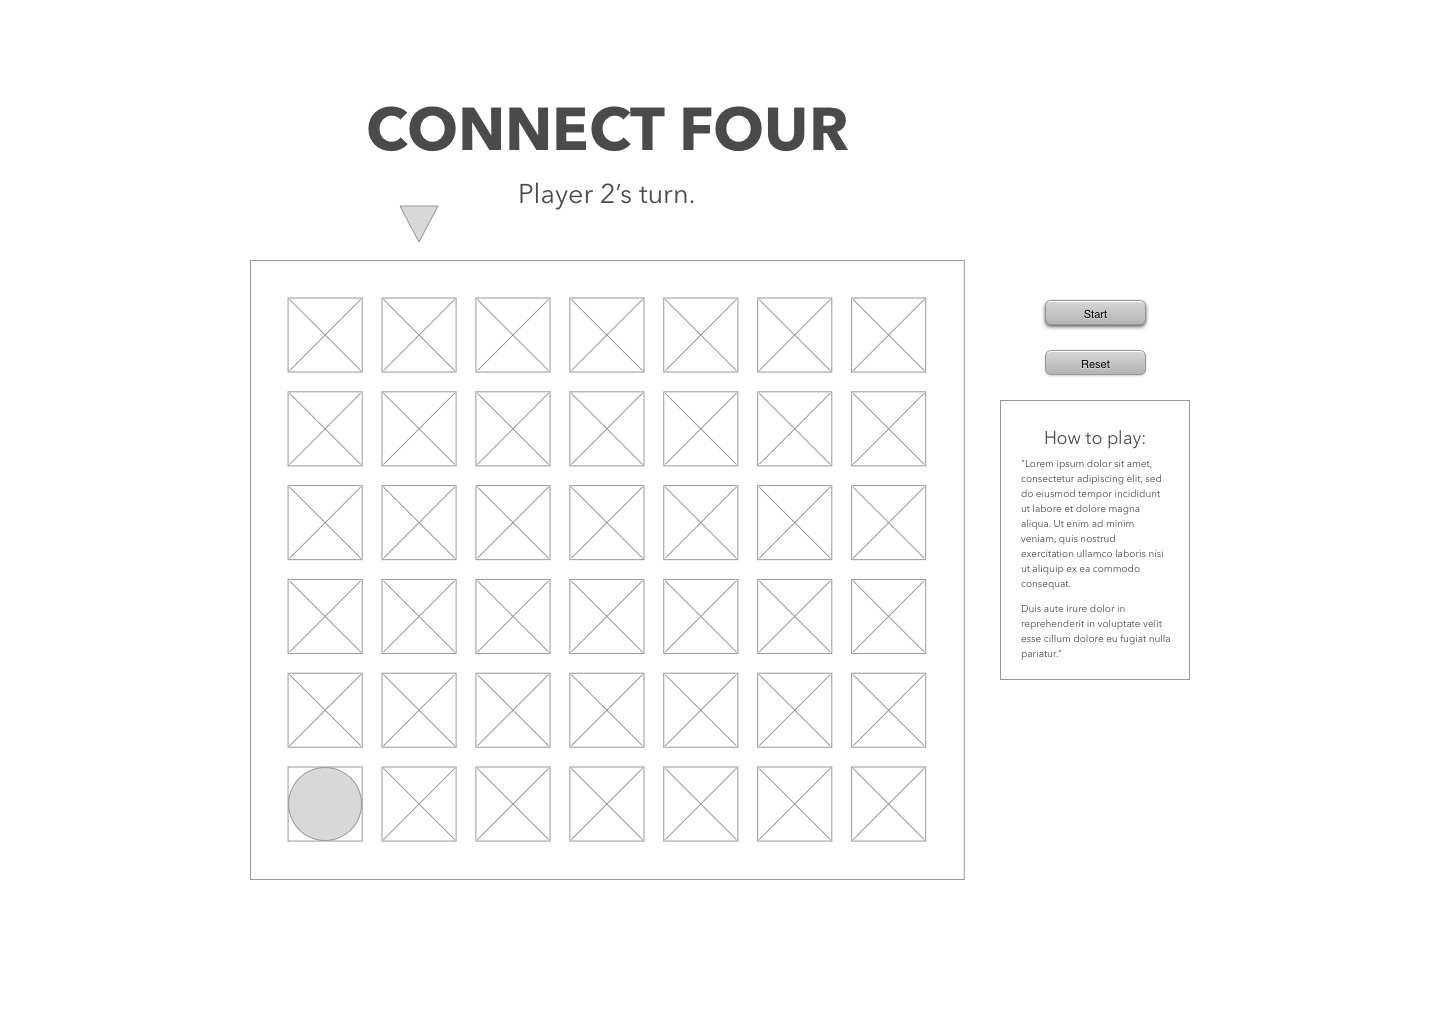 CONNECT FOUR
Player 2’s turn.
Start
Reset
How to play:
"Lorem ipsum dolor sit amet,
consectetur adipiscing elit, sed
do eiusmod tempor incididunt
ut labore et dolore magna
aliqua. Ut enim ad minim
veniam, quis nostrud
exercitation ullamco laboris nisi
ut aliquip ex ea commodo
consequat.
Duis aute irure dolor in
reprehenderit in voluptate velit
esse cillum dolore eu fugiat nulla
pariatur."